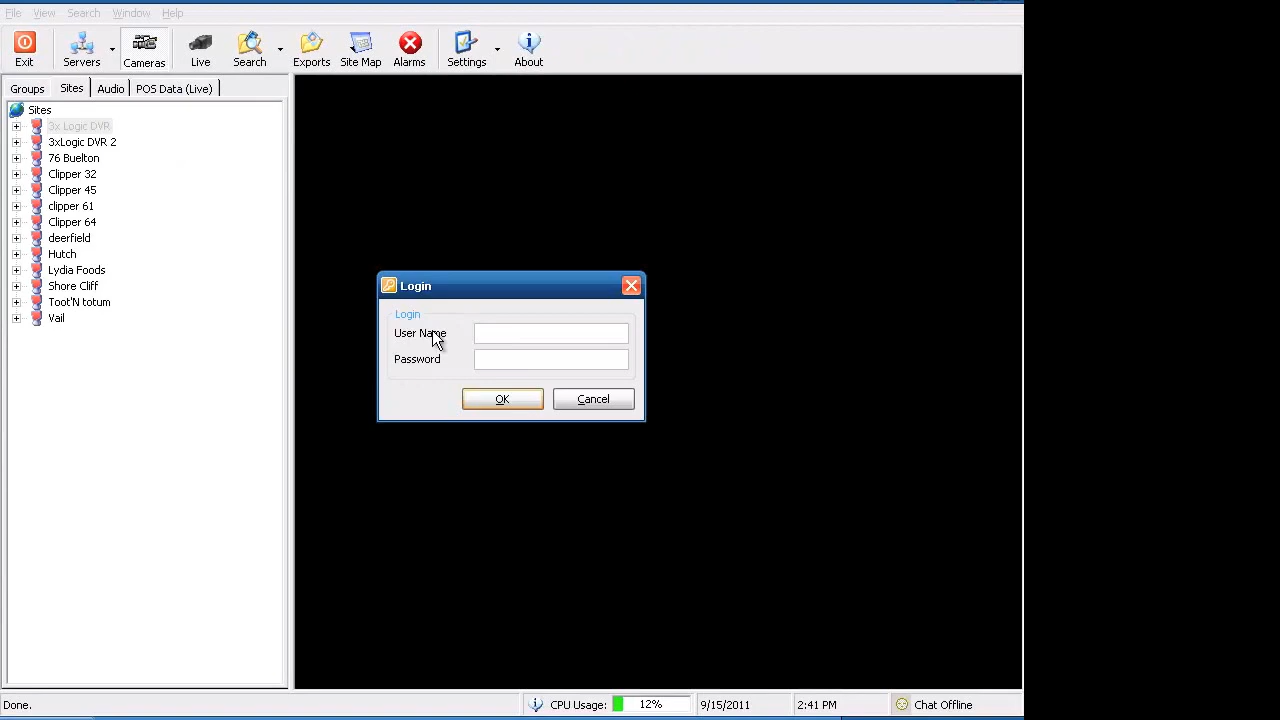 File View Search Window Help
Exit Servers Cameras Live Search Exports Site Map Alarms Settings About
Groups Sites Audio POS Data (Live)
Sites
3x Logic DVR
3xLogic DVR 2
76 Buelton
Clipper 32
Clipper 45
clipper 61
Clipper 64
deerfield
Hutch
Lydia Foods
Shore Cliff
Toot'N totum
Vail
Login
Login
User Name
Password
OK Cancel
Done. CPU Usage: 12% 9/15/2011 2:41 PM Chat Offline